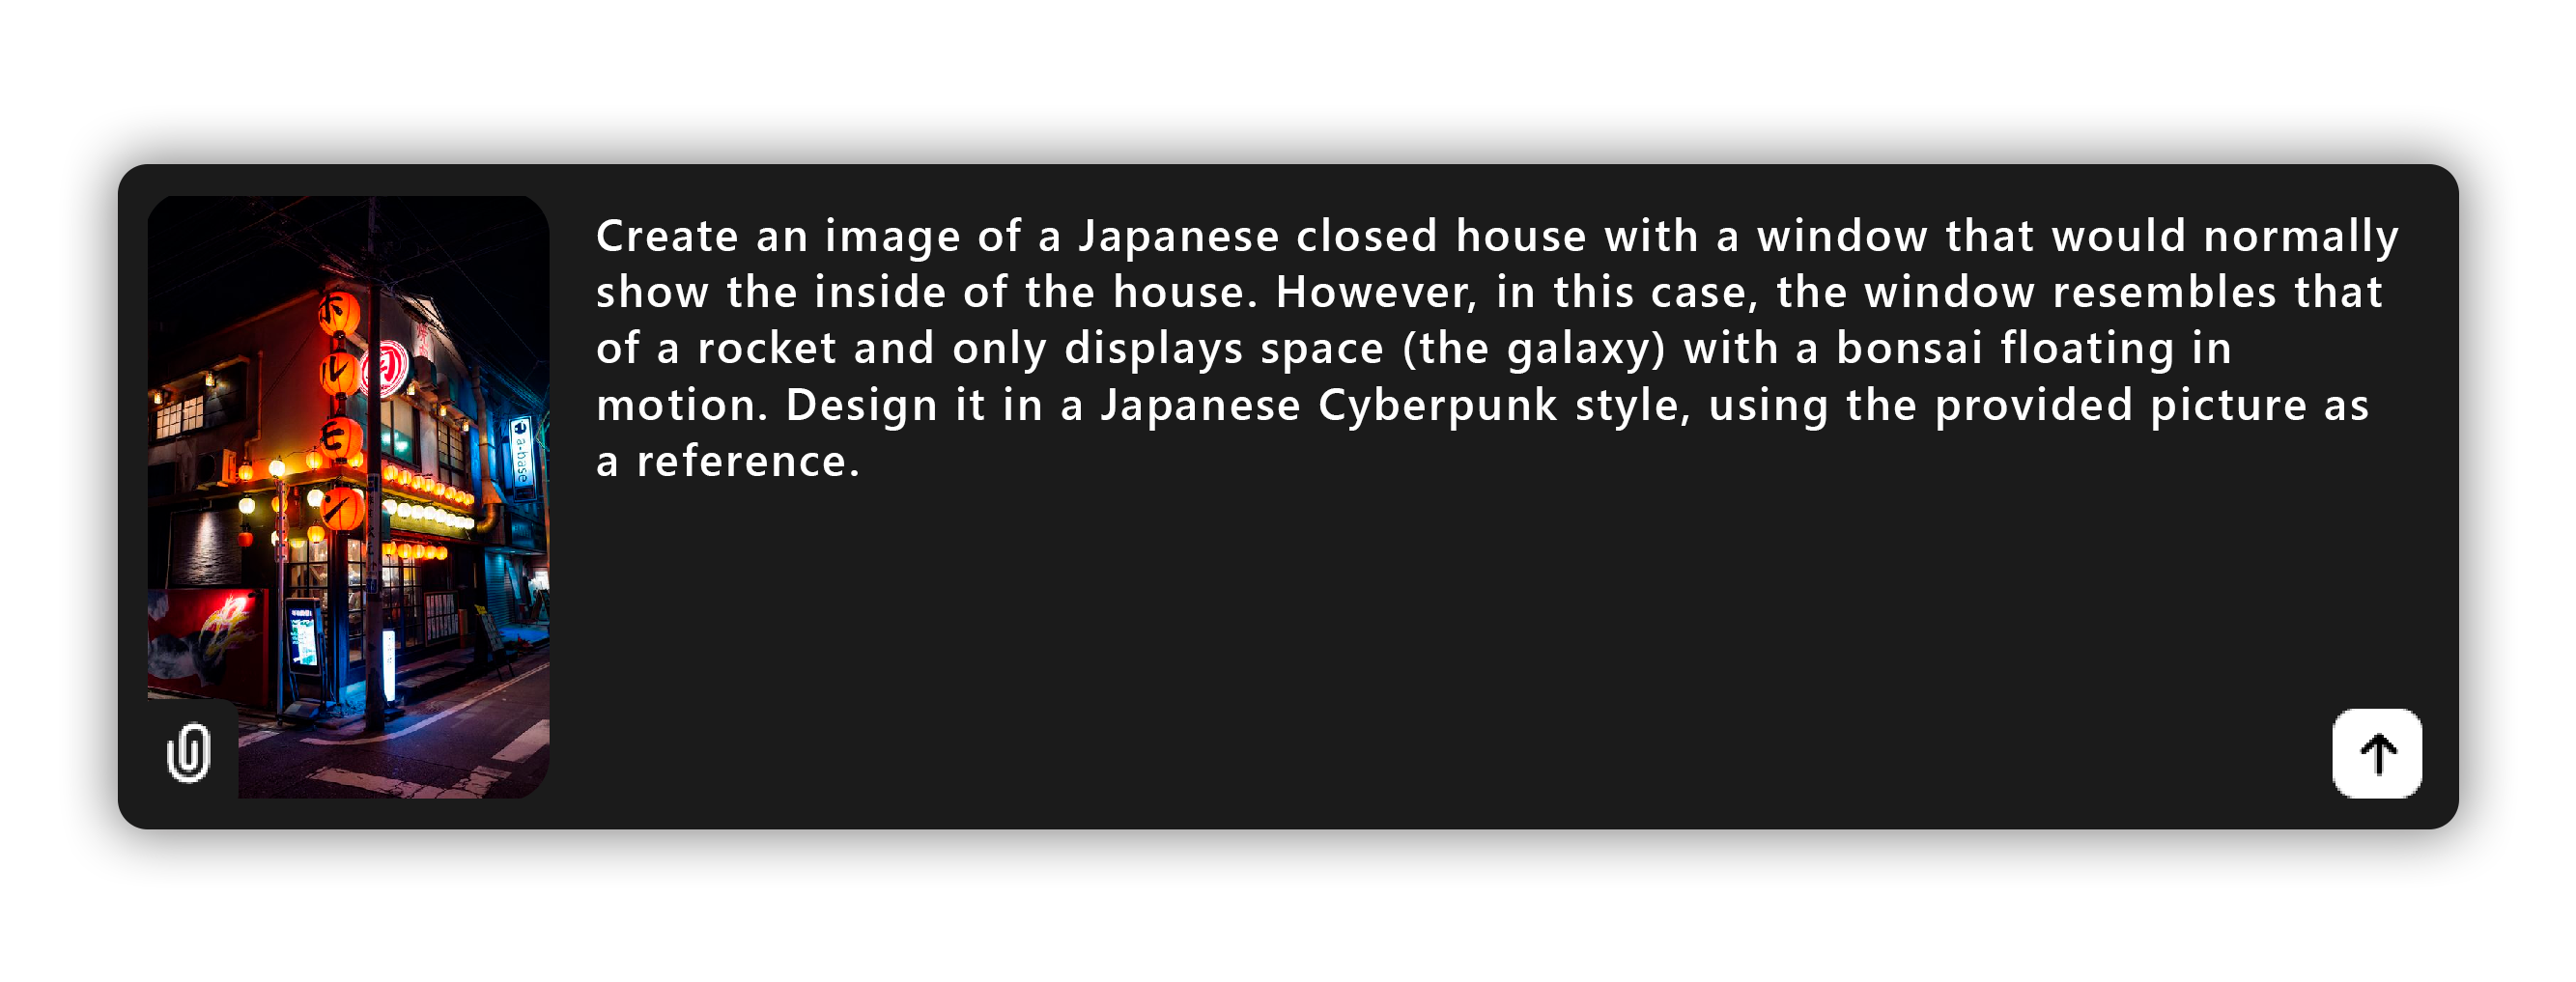 ホルモン
a-base
Create an image of a Japanese closed house with a window that would normally
show the inside of the house. However, in this case, the window resembles that
of a rocket and only displays space (the galaxy) with a bonsai floating in
motion. Design it in a Japanese Cyberpunk style, using the provided picture as
a reference.